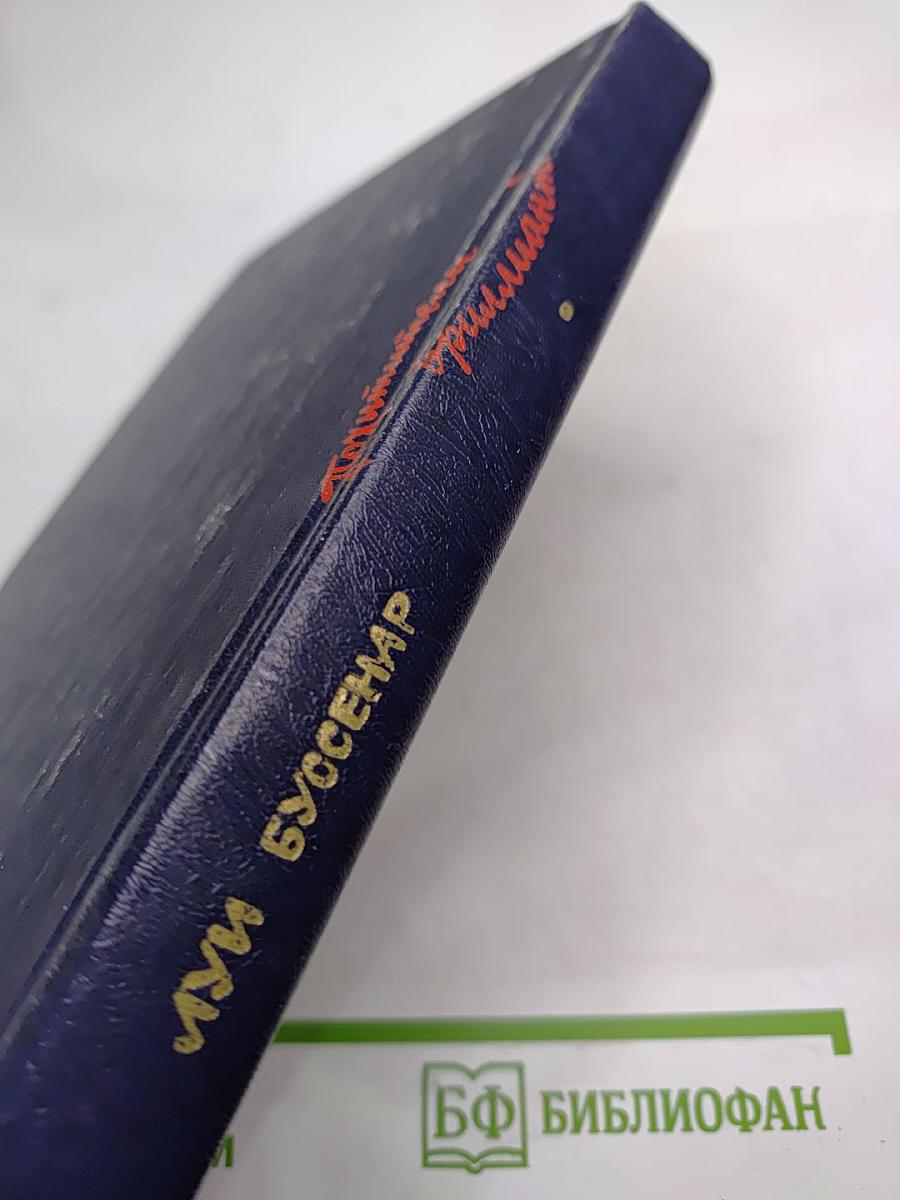 ЛУИ БУССЕНАР
Похитители
бриллиантов
БФ БИБЛИОФАН